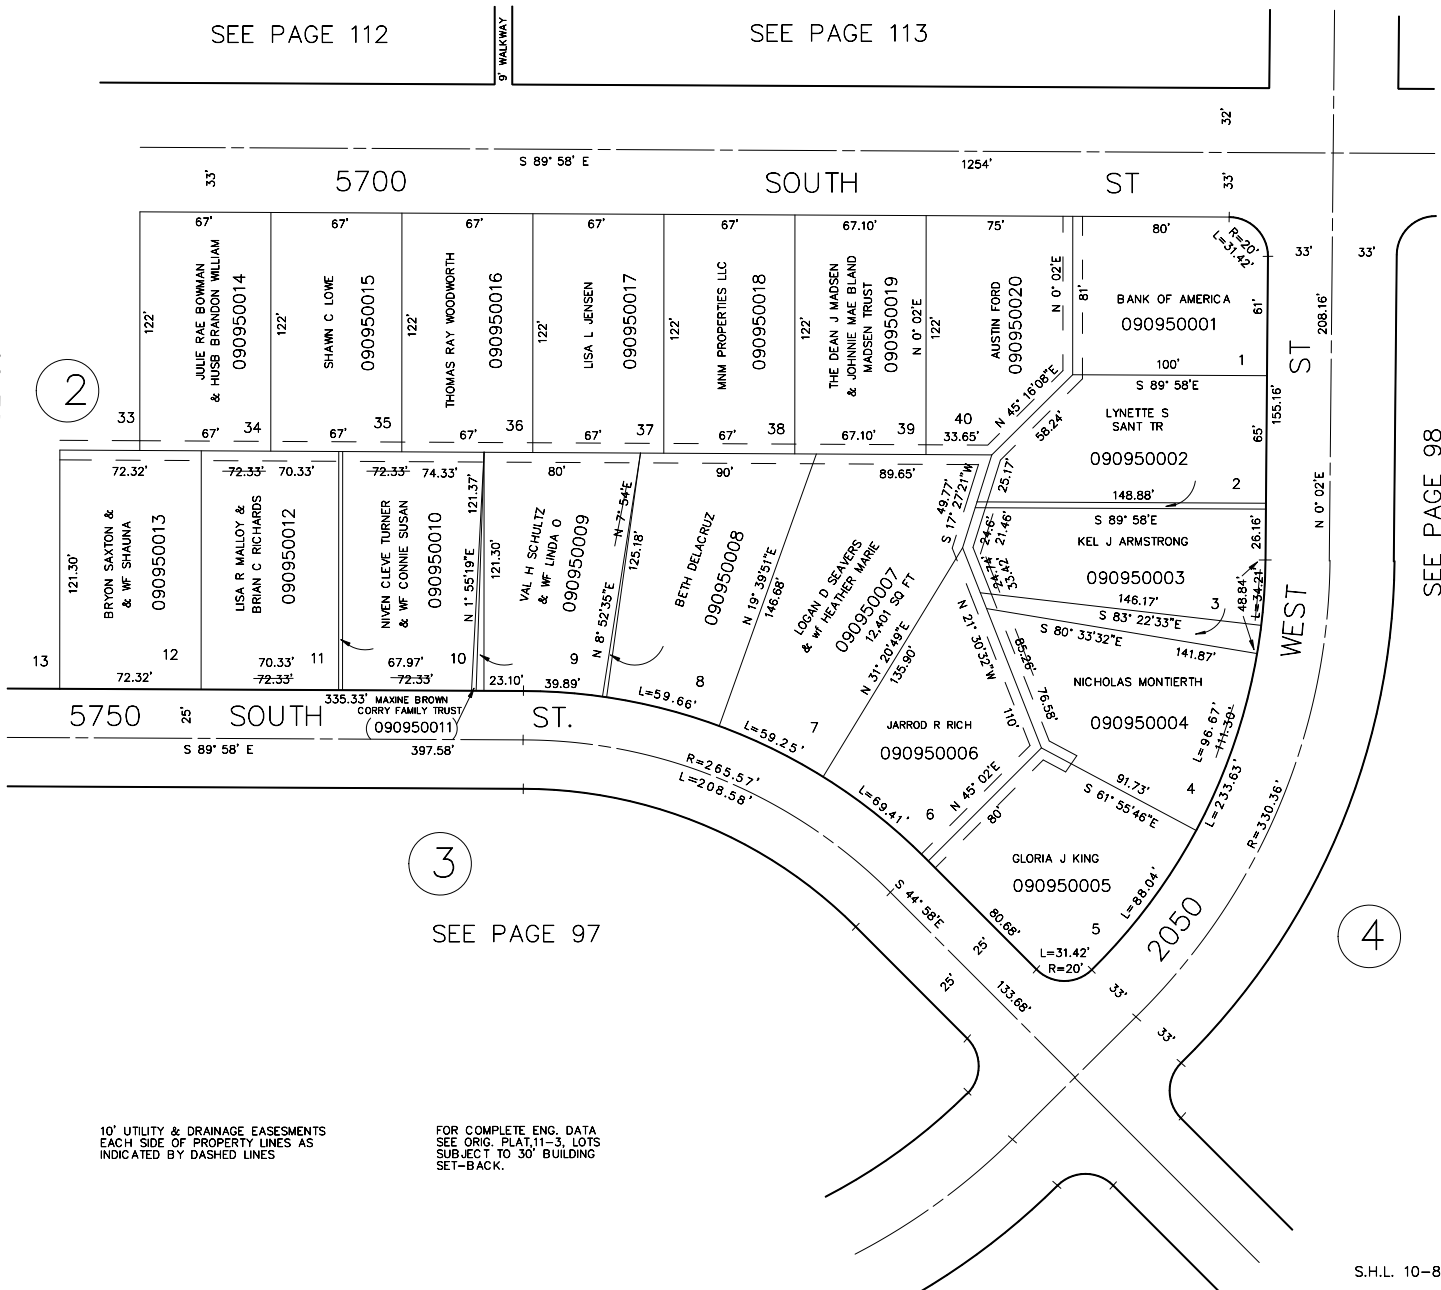 SEE PAGE 112
9' WALKWAY
SEE PAGE 113
32'
S 89° 58' E
1254'
33'
5700
SOUTH
ST
33'
67'
67'
67'
67'
67'
67.10'
75'
80'
R=20'
L=31.42'
33'
33'
122'
JULIE RAE BOWMAN
& HUSB BRANDON WILLIAM
090950014
122'
SHAWN C LOWE
090950015
122'
THOMAS RAY WOODWORTH
090950016
122'
LISA L JENSEN
090950017
122'
MNM PROPERTIES LLC
090950018
122'
THE DEAN J MADSEN
& JOHNNIE MAE BLAND
MADSEN TRUST
090950019
N 0° 02'E
122'
AUSTIN FORD
090950020
N 0° 02'E
81'
BANK OF AMERICA
090950001
61'
208.16'
100'
1
S 89° 58'E
ST
155.16'
2
33
67'
34
67'
35
67'
36
67'
37
67'
38
67.10'
39
40
33.65'
N 45° 16'08"E
58.24'
LYNETTE S
SANT TR
090950002
65'
148.88'
2
S 89° 58'E
72.32'
72.33'
70.33'
72.33'
74.33'
80'
90'
89.65'
49.77'
S 17° 27'21"W
25.17'
24.6'
21.46'
24.14'
33.42'
KEL J ARMSTRONG
090950003
26.16'
N 0° 02'E
SEE PAGE 98
146.17'
3
48.84'
L=34.21'
S 83° 22'33"E
S 80° 33'32"E
141.87'
WEST
121.30'
BRYON SAXTON &
& WF SHAUNA
090950013
LISA R MALLOY &
BRIAN C RICHARDS
090950012
NIVEN CLEVE TURNER
& WF CONNIE SUSAN
090950010
121.37'
N 1° 55'19"E
121.30'
VAL H SCHULTZ
& WF LINDA O
090950009
N 7° 54'E
125.18'
N 8° 52'35"E
BETH DELACRUZ
090950008
N 19° 39'51"E
146.68'
LOGAN D SEAVERS
& wf HEATHER MARIE
090950007
12,401 SQ FT
N 31° 20'49"E
135.90'
N 21° 30'32"W
85.26'
76.58'
110'
13
72.32'
12
70.33'
72.33'
11
67.97'
72.33'
10
23.10'
9
39.89'
8
L=59.66'
7
L=59.25'
NICHOLAS MONTIERTH
090950004
L=96.67'
111.30'
91.73'
4
S 61° 55'46"E
L=233.63'
R=330.36'
5750
25'
SOUTH
335.33'
MAXINE BROWN
CORRY FAMILY TRUST
090950011
ST.
S 89° 58' E
397.58'
R=265.57'
L=208.58'
JARROD R RICH
090950006
L=69.41'
6
N 45° 02'E
80'
GLORIA J KING
090950005
L=88.04'
5
80.68'
L=31.42'
R=20'
2050
3
SEE PAGE 97
S 44° 58'E
25'
25'
133.68'
33'
33'
4
10' UTILITY & DRAINAGE EASESMENTS
EACH SIDE OF PROPERTY LINES AS
INDICATED BY DASHED LINES
FOR COMPLETE ENG. DATA
SEE ORIG. PLAT,11-3, LOTS
SUBJECT TO 30' BUILDING
SET-BACK.
S.H.L. 10-8